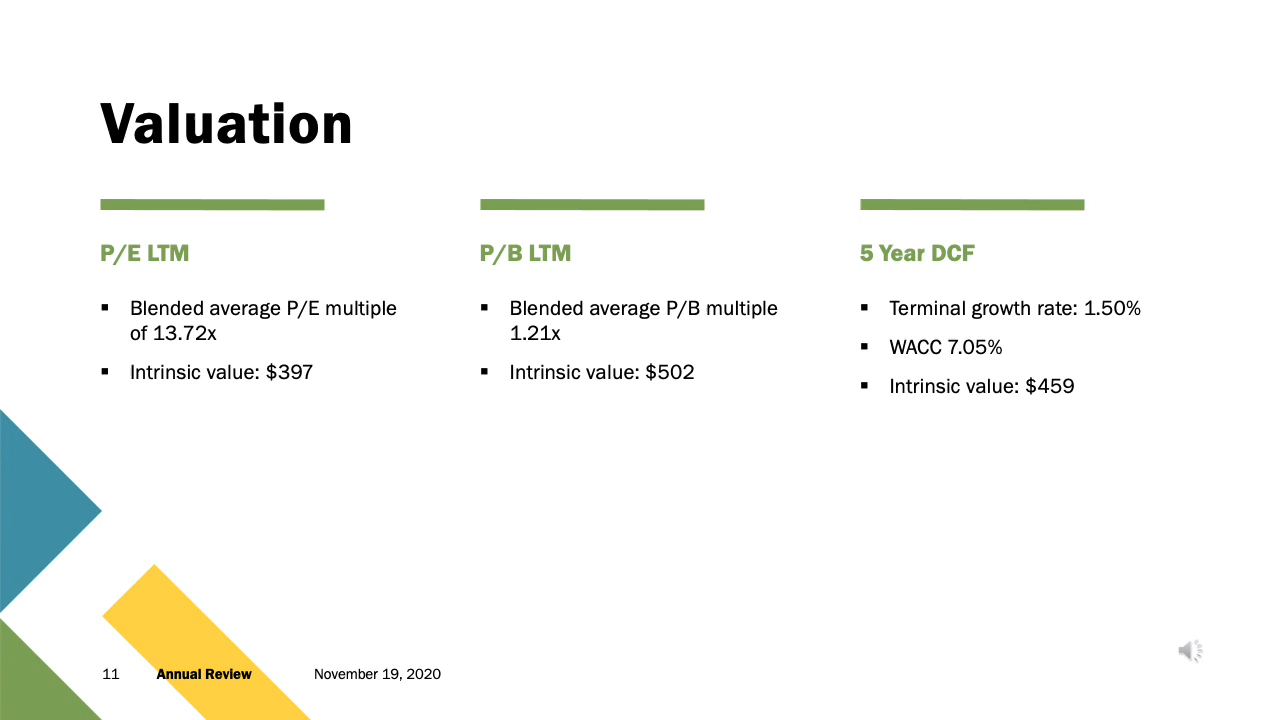 Valuation
P/E LTM
▪ Blended average P/E multiple
of 13.72x
▪ Intrinsic value: $397
P/B LTM
▪ Blended average P/B multiple
1.21x
▪ Intrinsic value: $502
5 Year DCF
▪ Terminal growth rate: 1.50%
▪ WACC 7.05%
▪ Intrinsic value: $459
11 Annual Review November 19, 2020